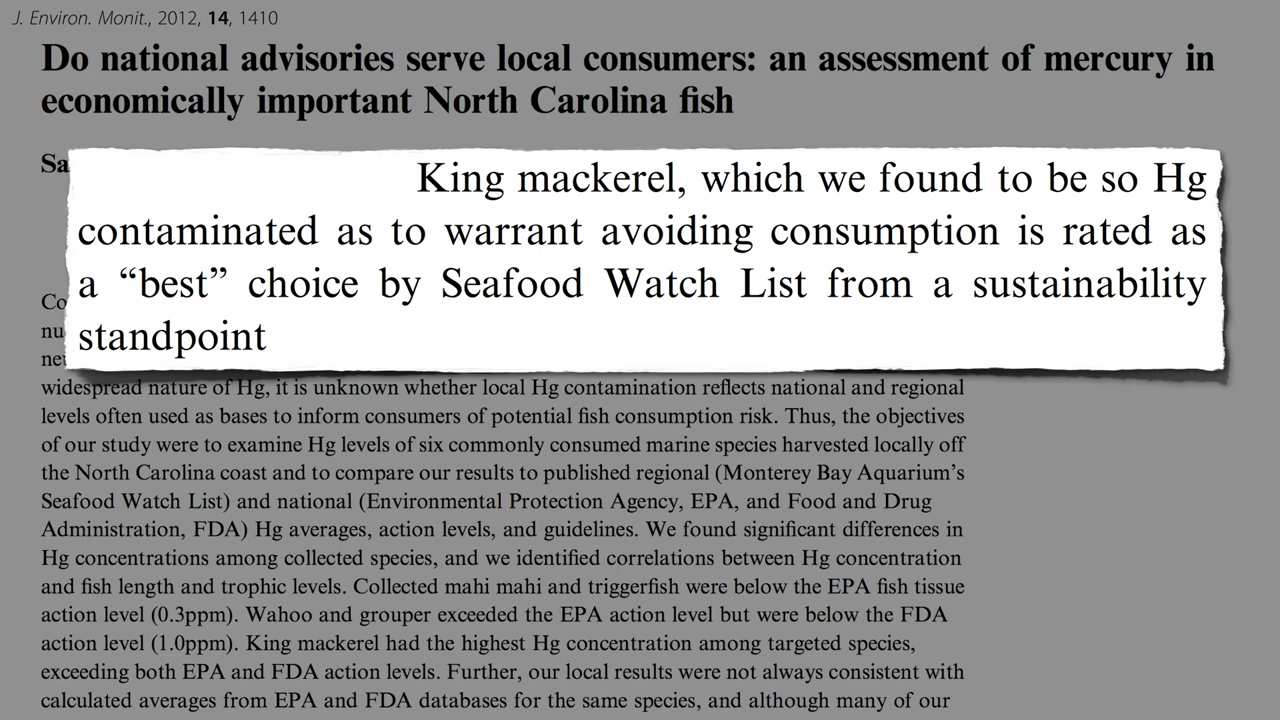 J. Environ. Monit., 2012, 14, 1410
Do national advisories serve local consumers: an assessment of mercury in
economically important North Carolina fish
King mackerel, which we found to be so Hg
contaminated as to warrant avoiding consumption is rated as
a “best” choice by Seafood Watch List from a sustainability
standpoint
widespread nature of Hg, it is unknown whether local Hg contamination reflects national and regional
levels often used as bases to inform consumers of potential fish consumption risk. Thus, the objectives
of our study were to examine Hg levels of six commonly consumed marine species harvested locally off
the North Carolina coast and to compare our results to published regional (Monterey Bay Aquarium’s
Seafood Watch List) and national (Environmental Protection Agency, EPA, and Food and Drug
Administration, FDA) Hg averages, action levels, and guidelines. We found significant differences in
Hg concentrations among collected species, and we identified correlations between Hg concentration
and fish length and trophic levels. Collected mahi mahi and triggerfish were below the EPA fish tissue
action level (0.3ppm). Wahoo and grouper exceeded the EPA action level but were below the FDA
action level (1.0ppm). King mackerel had the highest Hg concentration among targeted species,
exceeding both EPA and FDA action levels. Further, our local results were not always consistent with
calculated averages from EPA and FDA databases for the same species, and although many of our